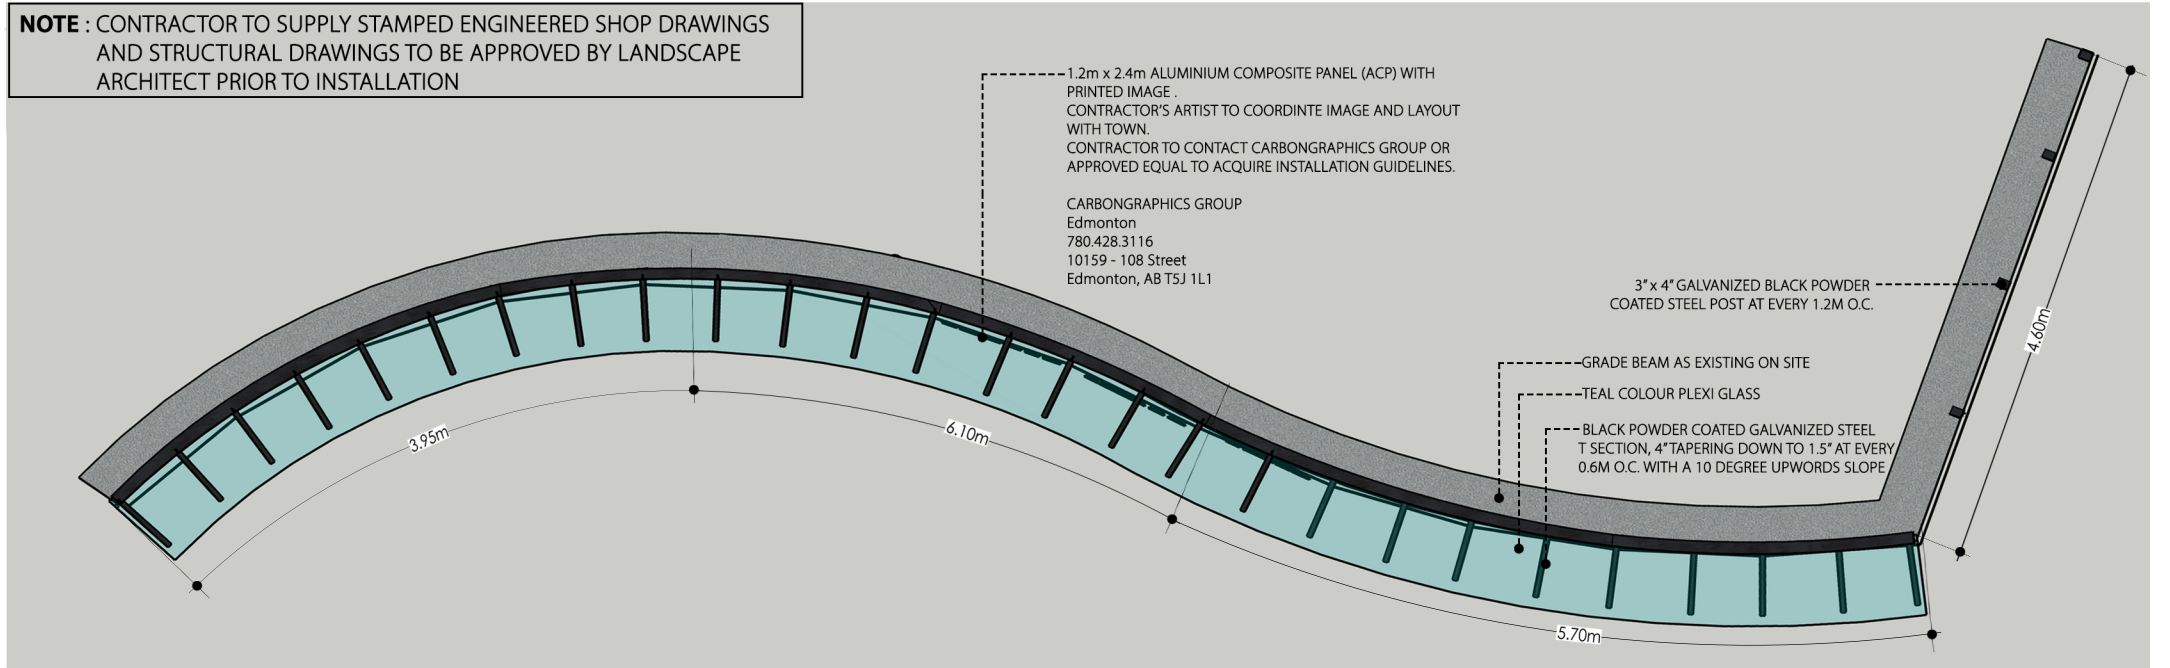 NOTE : CONTRACTOR TO SUPPLY STAMPED ENGINEERED SHOP DRAWINGS
AND STRUCTURAL DRAWINGS TO BE APPROVED BY LANDSCAPE
ARCHITECT PRIOR TO INSTALLATION
1.2m x 2.4m ALUMINIUM COMPOSITE PANEL (ACP) WITH
PRINTED IMAGE .
CONTRACTOR'S ARTIST TO COORDINTE IMAGE AND LAYOUT
WITH TOWN.
CONTRACTOR TO CONTACT CARBONGRAPHICS GROUP OR
APPROVED EQUAL TO ACQUIRE INSTALLATION GUIDELINES.
CARBONGRAPHICS GROUP
Edmonton
780.428.3116
10159 - 108 Street
Edmonton, AB T5J 1L1
3" x 4" GALVANIZED BLACK POWDER
COATED STEEL POST AT EVERY 1.2M O.C.
4.60m
GRADE BEAM AS EXISTING ON SITE
TEAL COLOUR PLEXI GLASS
BLACK POWDER COATED GALVANIZED STEEL
T SECTION, 4" TAPERING DOWN TO 1.5" AT EVERY
0.6M O.C. WITH A 10 DEGREE UPWORDS SLOPE
3.95m
6.10m
5.70m